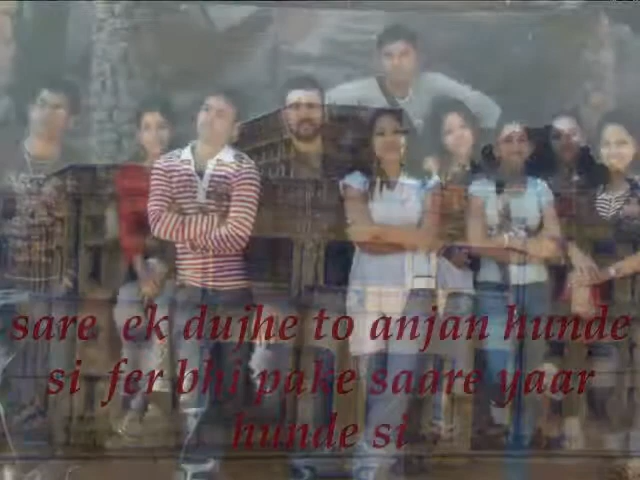 sare ek dujhe to anjan hunde
si fer bhi pake saare yaar
hunde si